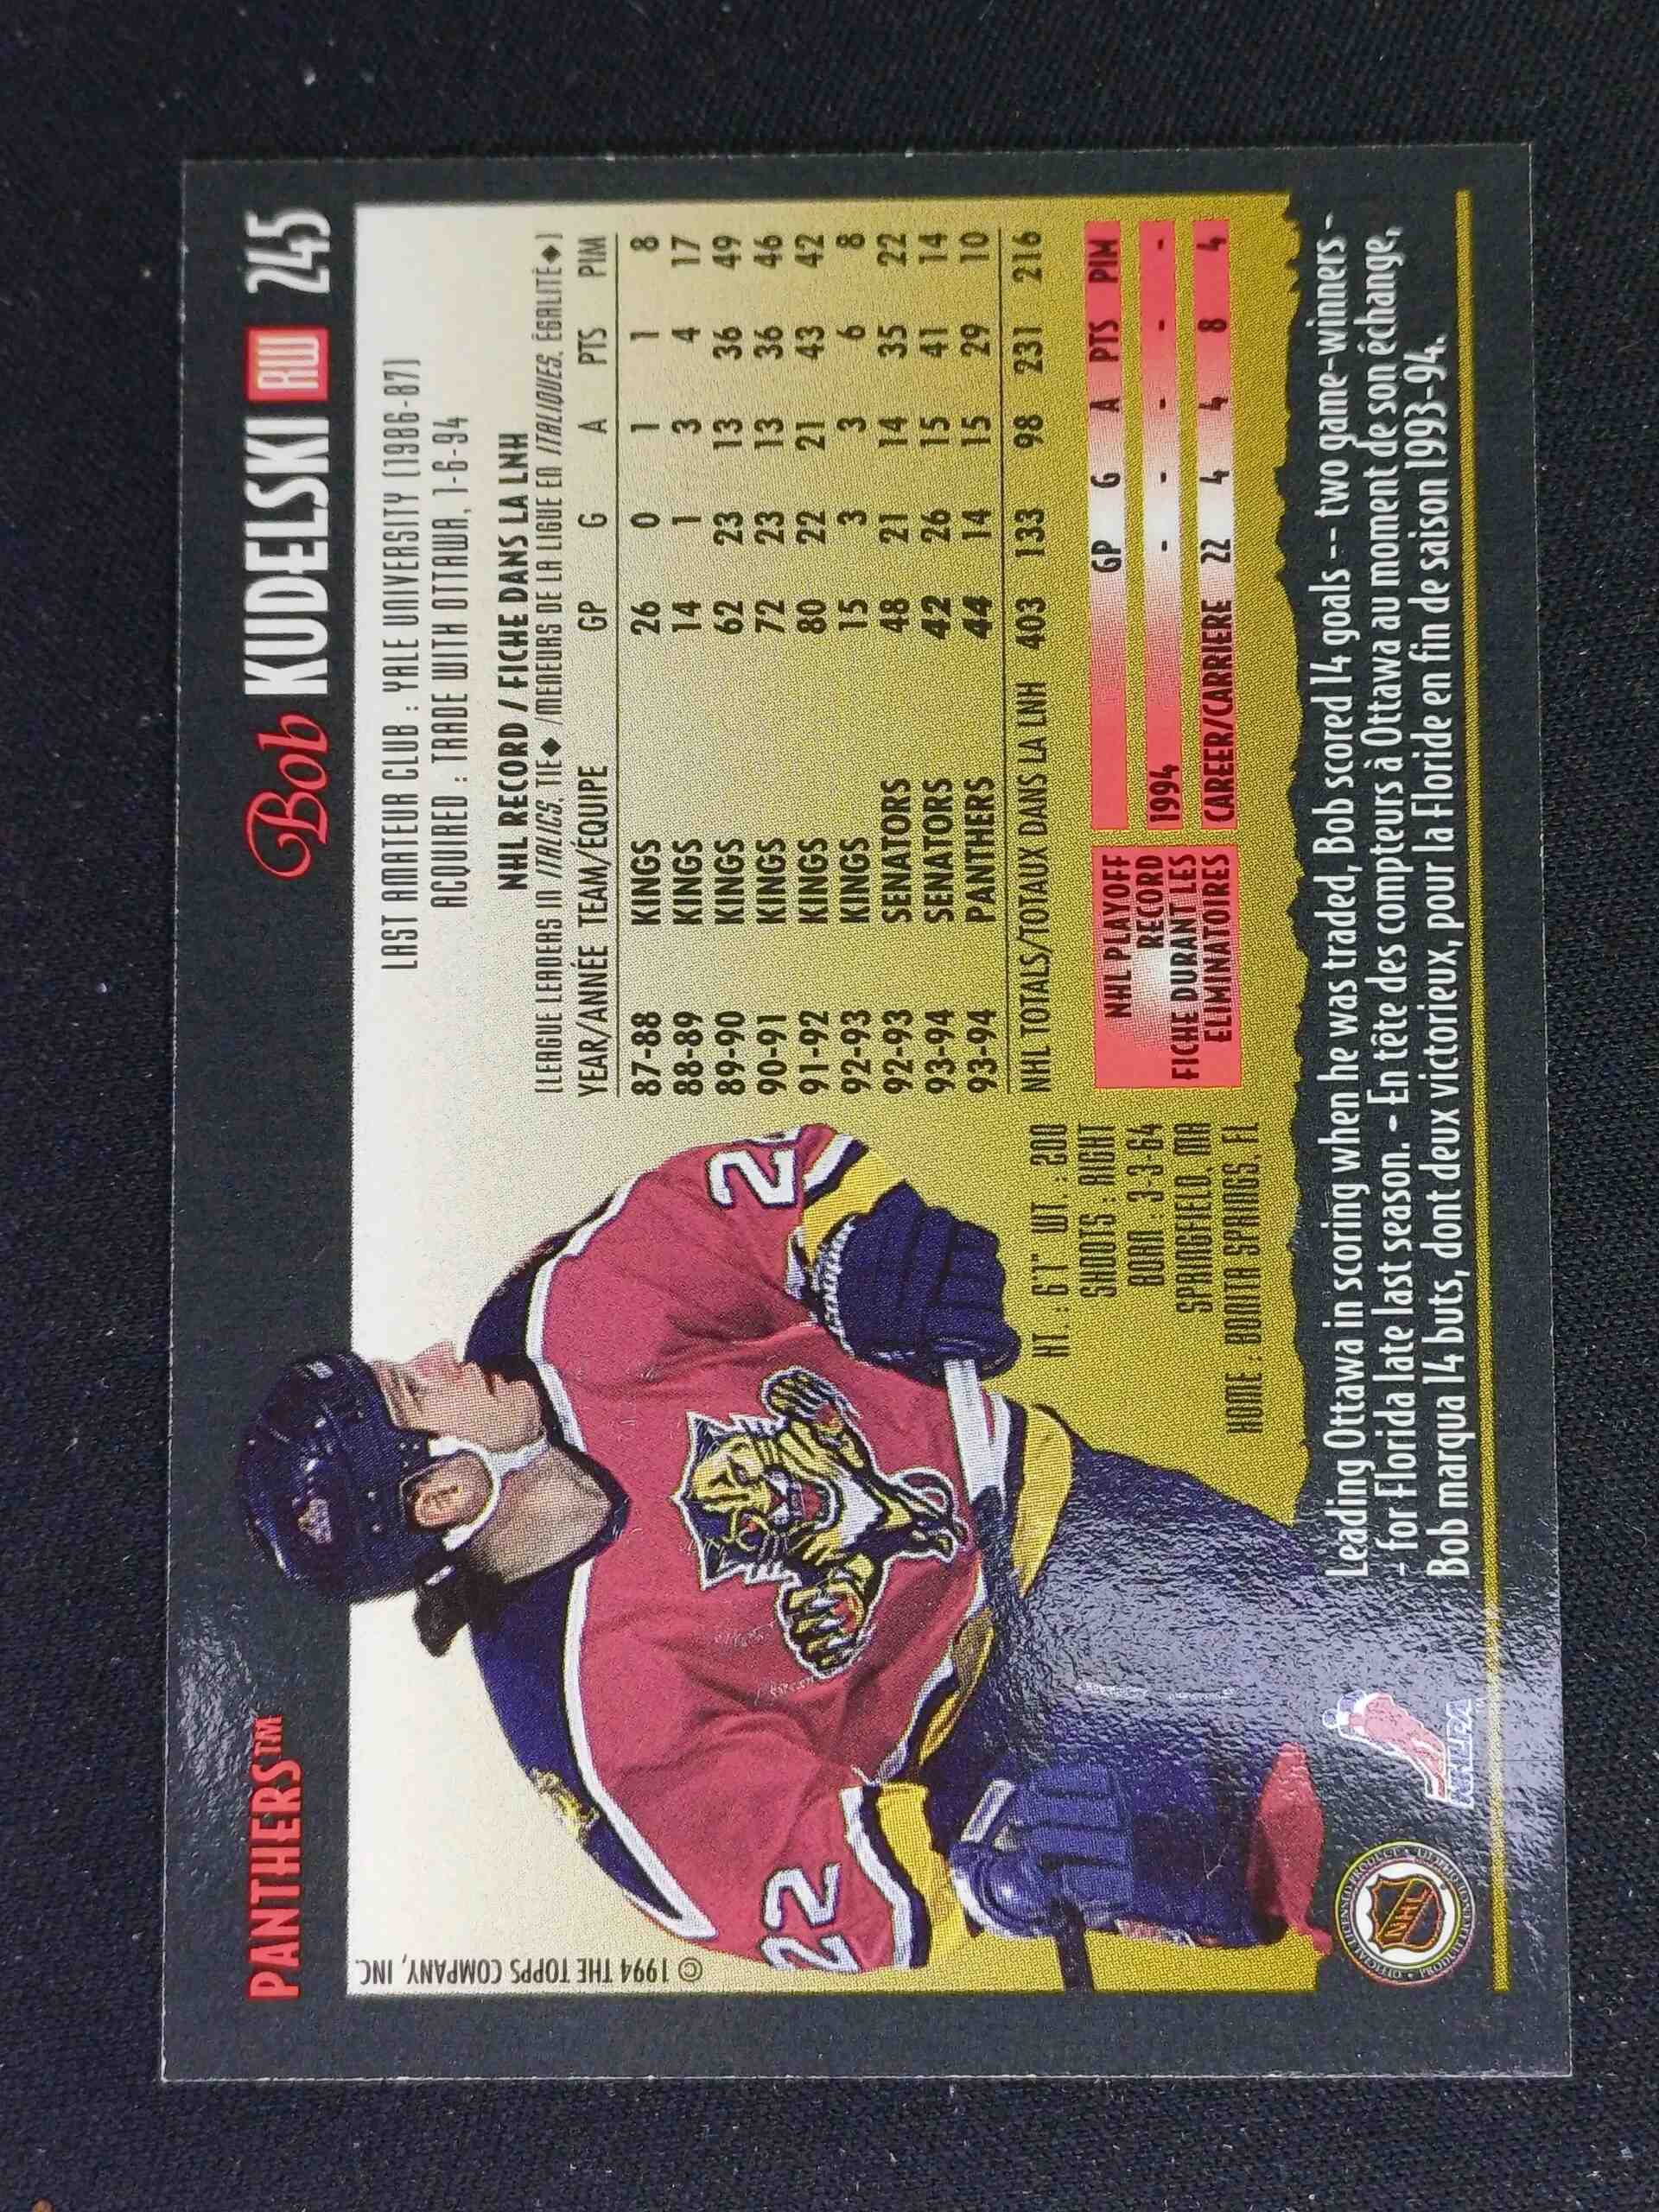 PANTHERS™
Bob KUDELSKI RW 245
LAST AMATEUR CLUB : YALE UNIVERSITY (1986-87)
ACQUIRED : TRADE WITH OTTAWA, 1-6-94
NHL RECORD / FICHE DANS LA LNH
(LEAGUE LEADERS IN ITALICS, TIE◆ /MENEURS DE LA LIGUE EN ITALIQUES, ÉGALITÉ◆)
YEAR/ANNÉE TEAM/ÉQUIPE GP G A PTS PIM
87-88 KINGS 26 0 1 1 8
88-89 KINGS 14 1 3 4 17
89-90 KINGS 62 23 13 36 49
90-91 KINGS 72 23 13 36 46
91-92 KINGS 80 22 21 43 42
92-93 KINGS 15 3 3 6 8
92-93 SENATORS 48 21 14 35 22
93-94 SENATORS 42 26 15 41 14
93-94 PANTHERS 44 14 15 29 10
NHL TOTALS/TOTAUX DANS LA LNH 403 133 98 231 216
NHL PLAYOFF
RECORD
FICHE DURANT LES
ELIMINATOIRES
GP G A PTS PIM
1994 - - - - -
CAREER/CARRIERE 22 4 4 8 4
HT. : 6'1" WT. : 200
SHOOTS : RIGHT
BORN : 3-3-64
SPRINGFIELD, MA
HOME : BONITA SPRINGS, FL
22
2
© 1994 THE TOPPS COMPANY, INC.
Leading Ottawa in scoring when he was traded, Bob scored 14 goals -- two game-winners -
- for Florida late last season. - En tête des compteurs à Ottawa au moment de son échange,
Bob marqua 14 buts, dont deux victorieux, pour la Floride en fin de saison 1993-94.
NHL
NHLPA